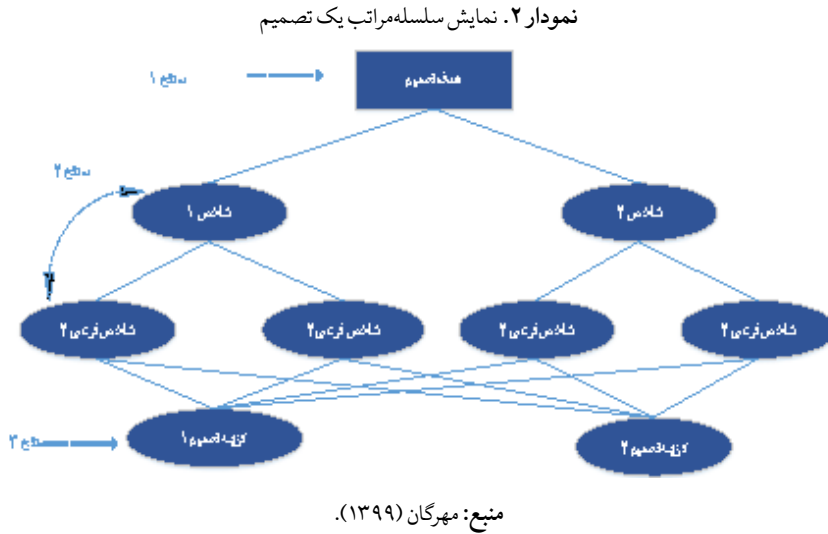 نمودار ۲. نمایش سلسله‌مراتب یک تصمیم
سطح ۱
هدف تصمیم
سطح ۲
شاخص ۱
شاخص ۲
شاخص فرعی ۲
شاخص فرعی ۲
شاخص فرعی ۲
شاخص فرعی ۲
سطح ۳
گزینه تصمیم ۱
گزینه تصمیم ۲
منبع: مهرگان (۱۳۹۹).